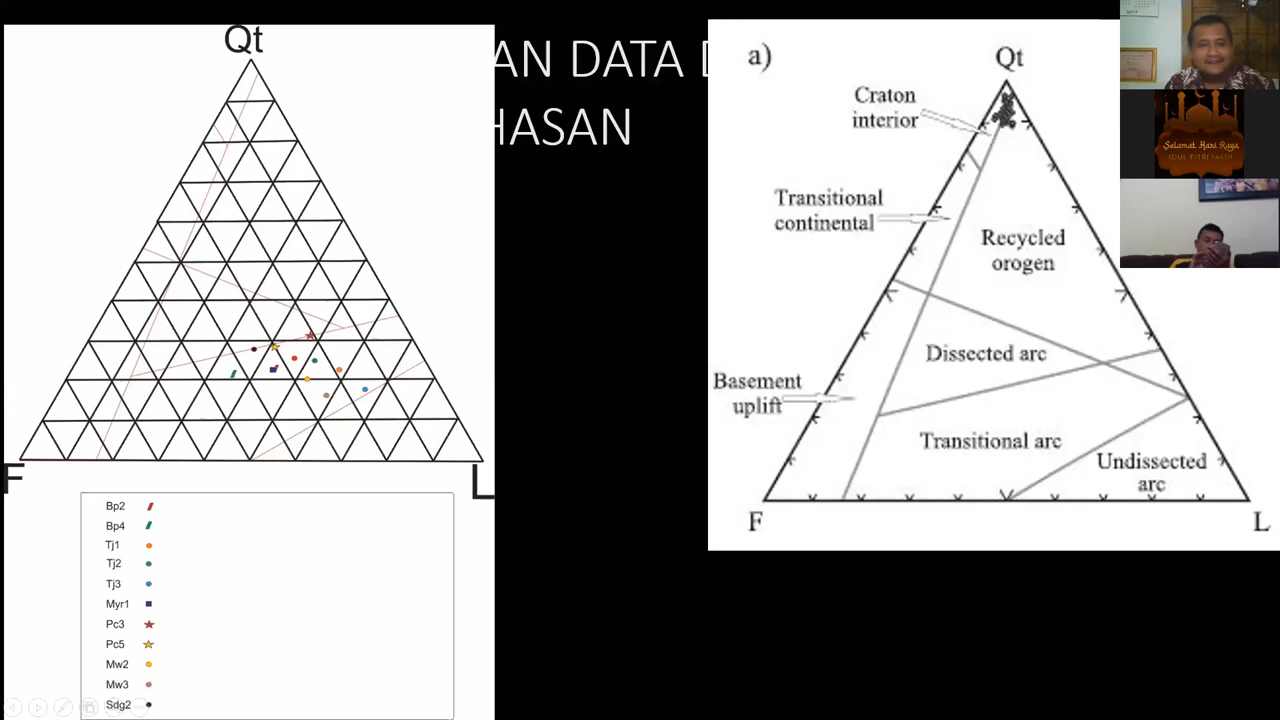 Qt
F
L
Bp2
Bp4
Tj1
Tj2
Tj3
Myr1
Pc3
Pc5
Mw2
Mw3
Sdg2
AN DATA D
HASAN
a)
Qt
Craton
interior
Transitional
continental
Recycled
orogen
Dissected arc
Basement
uplift
Transitional arc
Undissected
arc
F
L
Selamat Hari Raya
IDUL FITRI 1441H